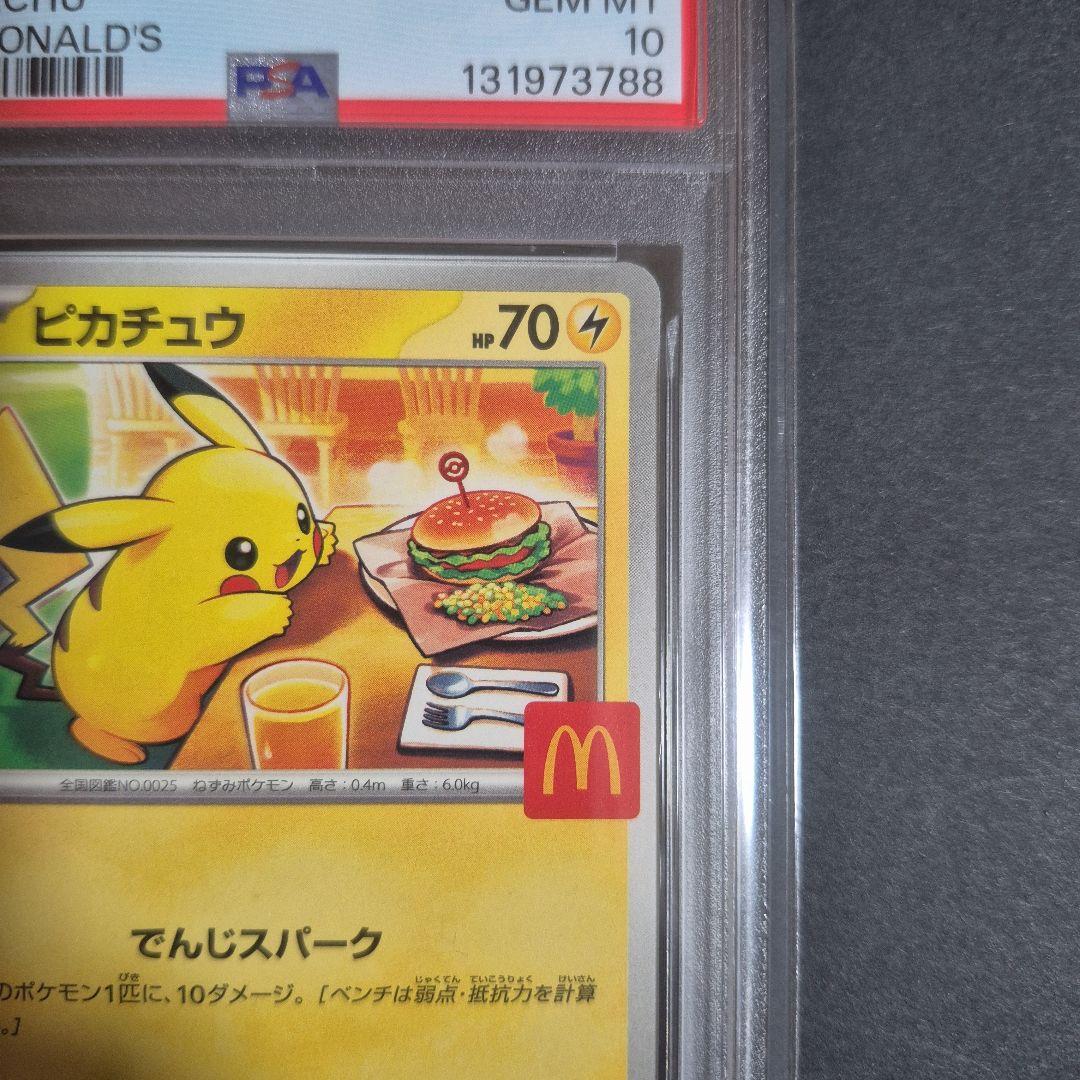 CHU GEM MT
ONALD'S 10
PSA 131973788
ピカチュウ HP 70
全国図鑑NO.0025 ねずみポケモン 高さ：0.4m 重さ：6.0kg
でんじスパーク
のポケモン1匹に、10ダメージ。［ベンチは弱点・抵抗力を計算
。］